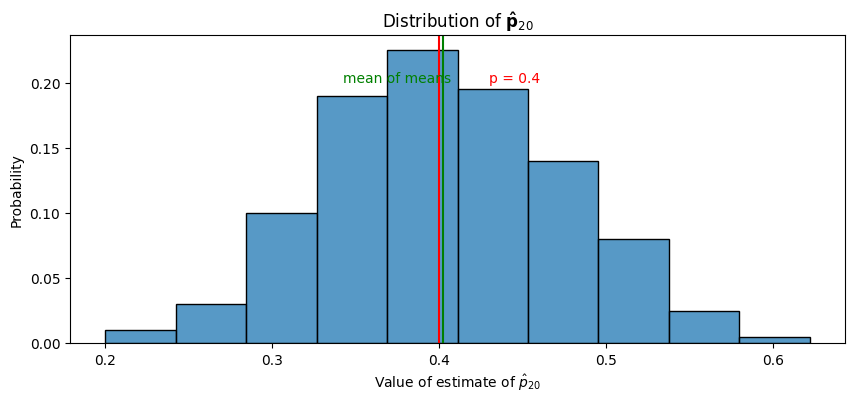 Distribution of p̂₂₀
mean of means
p = 0.4
Probability
0.20
0.15
0.10
0.05
0.00
0.2
0.3
0.4
0.5
0.6
Value of estimate of p̂₂₀